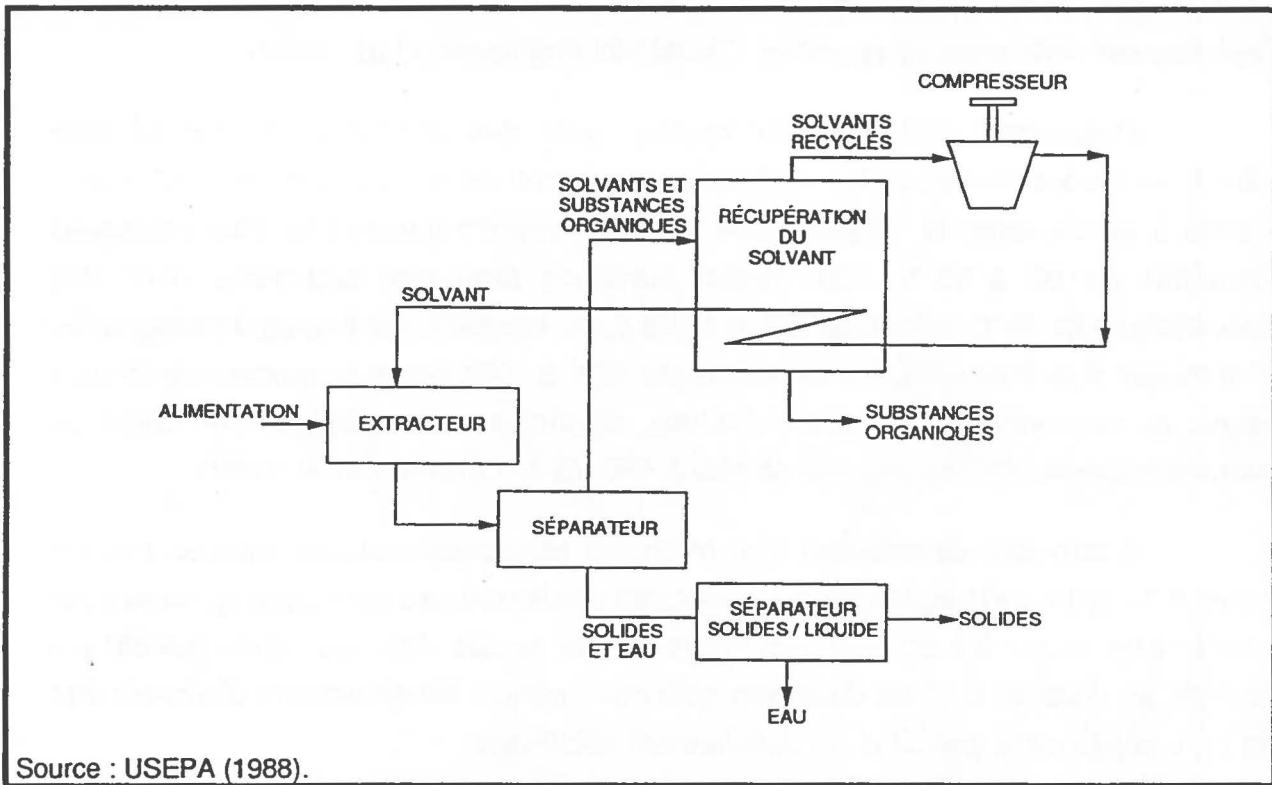 COMPRESSEUR
SOLVANTS
RECYCLÉS
SOLVANTS ET
SUBSTANCES
ORGANIQUES
RÉCUPÉRATION
DU
SOLVANT
SOLVANT
ALIMENTATION
EXTRACTEUR
SUBSTANCES
ORGANIQUES
SÉPARATEUR
SOLIDES
ET EAU
SÉPARATEUR
SOLIDES / LIQUIDE
SOLIDES
EAU
Source : USEPA (1988).